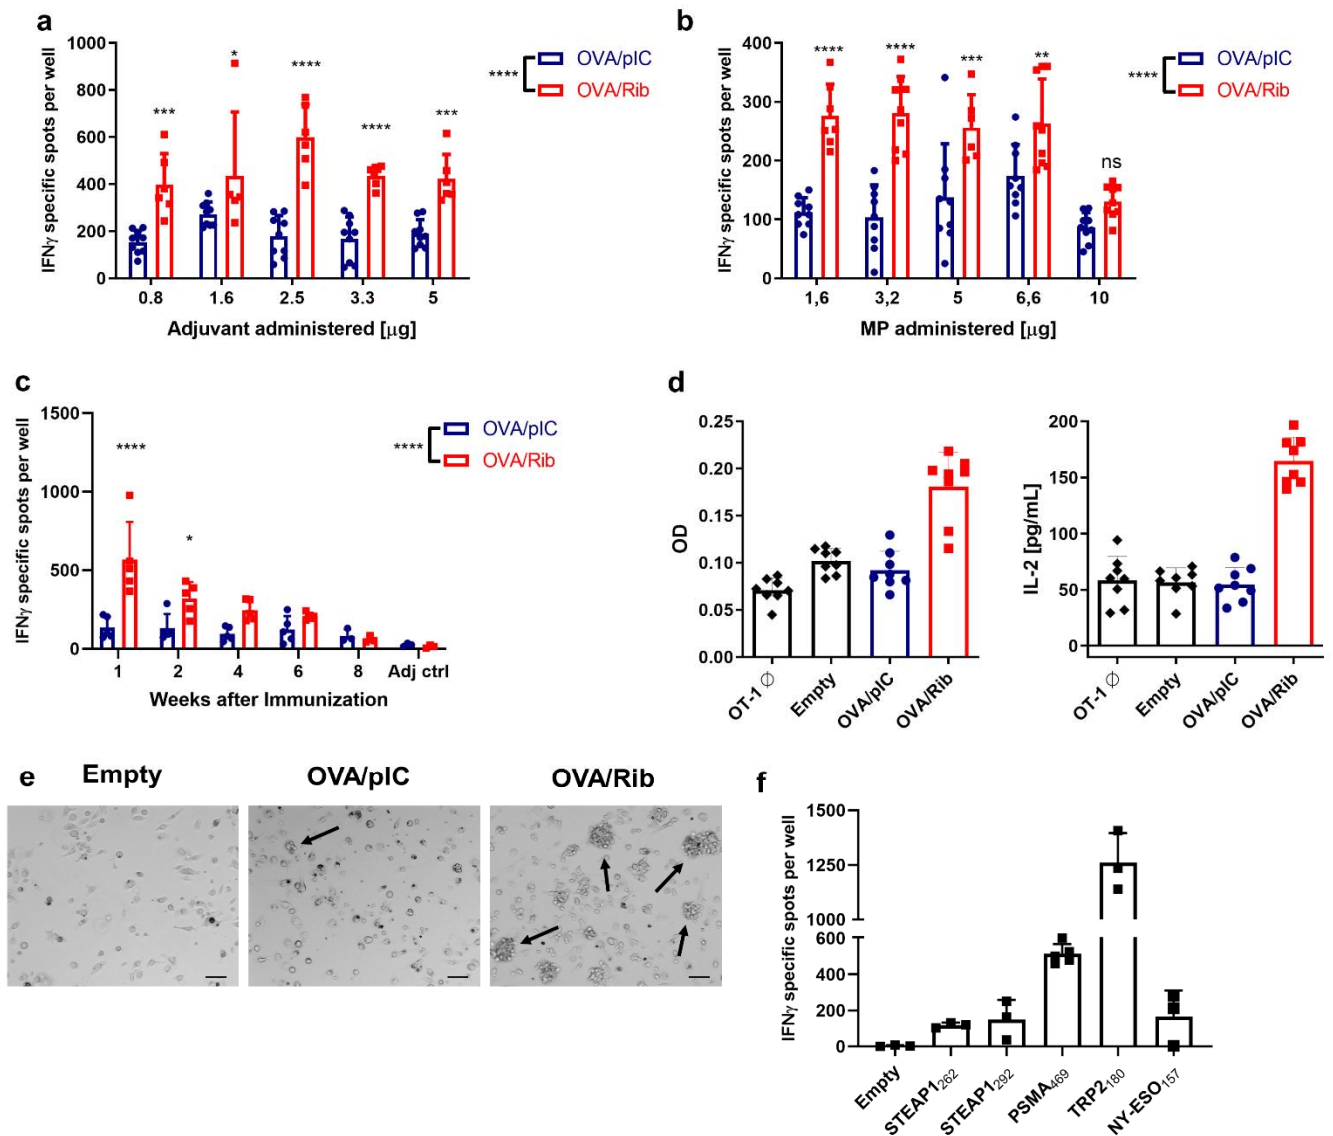 a
IFNγ specific spots per well
1000
800
600
400
200
0
***
*
****
****
***
0.8 1.6 2.5 3.3 5
Adjuvant administered [μg]
****
OVA/pIC
OVA/Rib
b
IFNγ specific spots per well
400
300
200
100
0
****
****
***
**
ns
1,6 3,2 5 6,6 10
MP administered [μg]
****
OVA/pIC
OVA/Rib
c
IFNγ specific spots per well
1500
1000
500
0
****
*
1 2 4 6 8 Adj ctrl
Weeks after Immunization
****
OVA/pIC
OVA/Rib
d
OD
0.25
0.20
0.15
0.10
0.05
0.00
OT-1 ∅
Empty
OVA/pIC
OVA/Rib
IL-2 [pg/mL]
200
150
100
50
0
OT-1 ∅
Empty
OVA/pIC
OVA/Rib
e
Empty
OVA/pIC
OVA/Rib
f
IFNγ specific spots per well
1500
1250
1000
600
400
200
0
Empty
STEAP1₂₆₂
STEAP1₂₉₂
PSMA₄₆₉
TRP2₁₈₀
NY-ESO₁₅₇